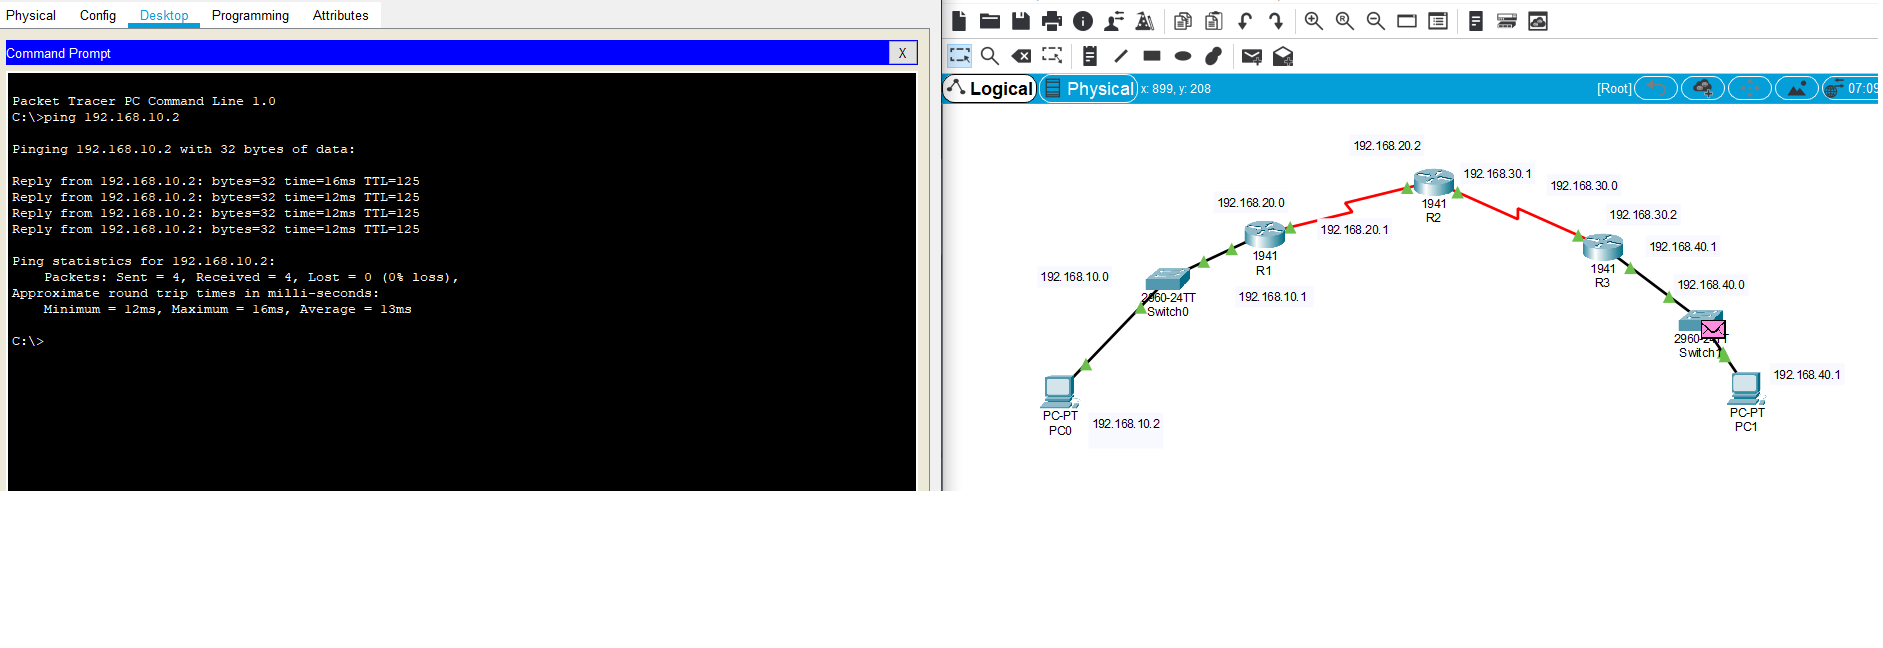 Physical Config Desktop Programming Attributes
Command Prompt X
Packet Tracer PC Command Line 1.0
C:\>ping 192.168.10.2
Pinging 192.168.10.2 with 32 bytes of data:
Reply from 192.168.10.2: bytes=32 time=16ms TTL=125
Reply from 192.168.10.2: bytes=32 time=12ms TTL=125
Reply from 192.168.10.2: bytes=32 time=12ms TTL=125
Reply from 192.168.10.2: bytes=32 time=12ms TTL=125
Ping statistics for 192.168.10.2:
Packets: Sent = 4, Received = 4, Lost = 0 (0% loss),
Approximate round trip times in milli-seconds:
Minimum = 12ms, Maximum = 16ms, Average = 13ms
C:\>
Logical Physical x: 899, y: 208 [Root] 07:09
192.168.20.2
192.168.30.1
192.168.30.0
1941
R2
192.168.20.0
192.168.30.2
192.168.20.1
192.168.40.1
1941
R1
1941
R3
192.168.10.0
192.168.40.0
192.168.10.1
2960-24TT
Switch0
2960-24TT
Switch1
192.168.40.1
PC-PT
PC0
192.168.10.2
PC-PT
PC1